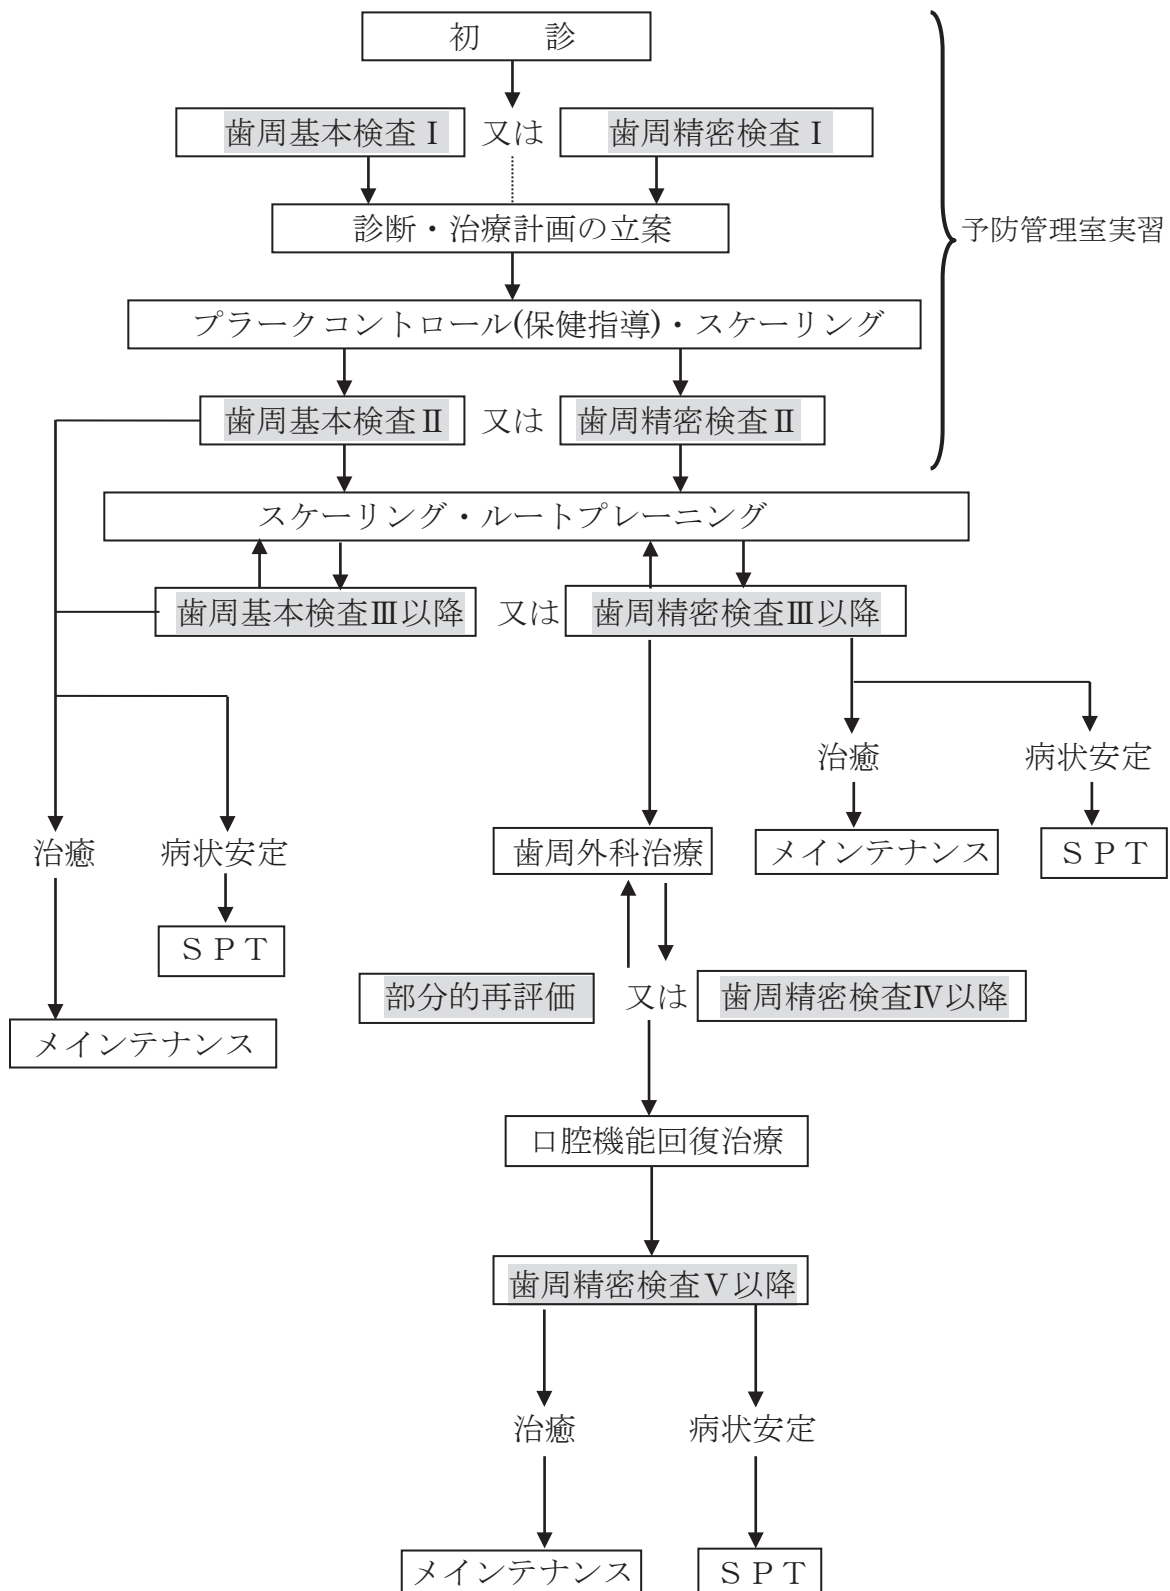 初　診
歯周基本検査Ⅰ 又は 歯周精密検査Ⅰ
診断・治療計画の立案
予防管理室実習
プラークコントロール(保健指導)・スケーリング
歯周基本検査Ⅱ 又は 歯周精密検査Ⅱ
スケーリング・ルートプレーニング
歯周基本検査Ⅲ以降 又は 歯周精密検査Ⅲ以降
治癒 病状安定
治癒 病状安定
歯周外科治療 メインテナンス ＳＰＴ
ＳＰＴ
部分的再評価 又は 歯周精密検査Ⅳ以降
メインテナンス
口腔機能回復治療
歯周精密検査Ⅴ以降
治癒 病状安定
メインテナンス ＳＰＴ